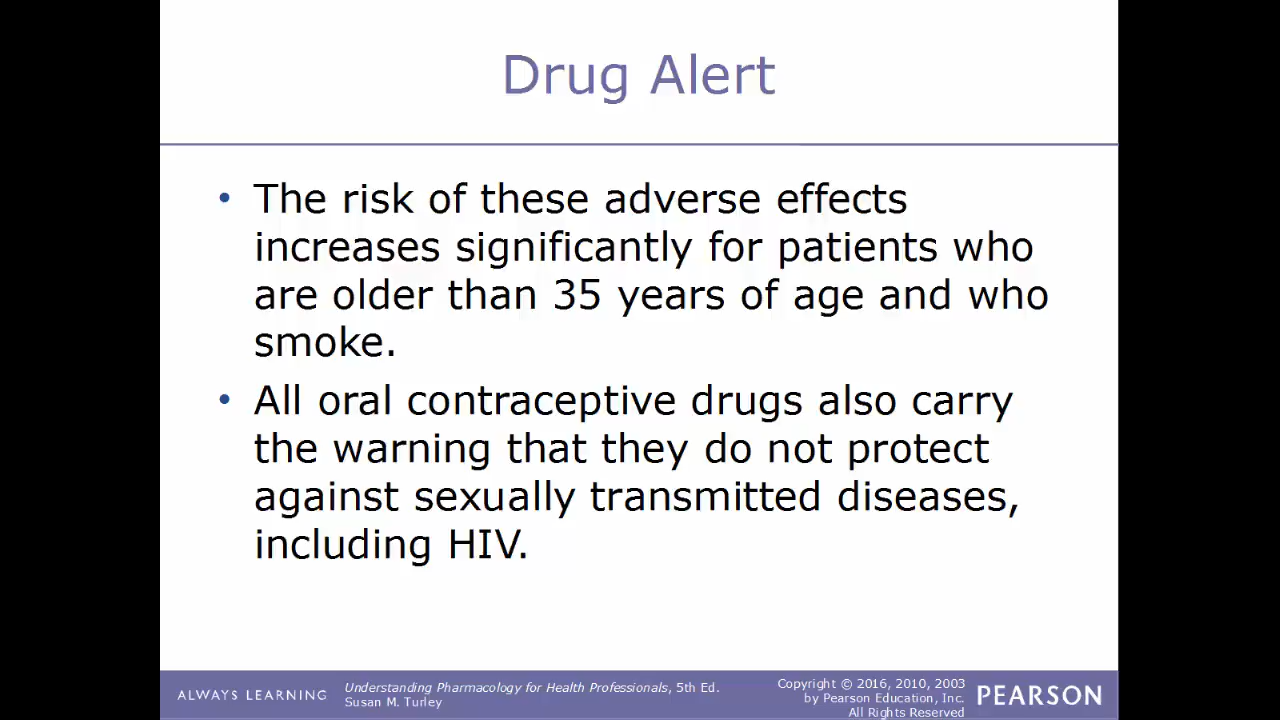 Drug Alert
• The risk of these adverse effects
increases significantly for patients who
are older than 35 years of age and who
smoke.
• All oral contraceptive drugs also carry
the warning that they do not protect
against sexually transmitted diseases,
including HIV.
ALWAYS LEARNING
Understanding Pharmacology for Health Professionals, 5th Ed.
Susan M. Turley
Copyright © 2016, 2010, 2003
by Pearson Education, Inc.
All Rights Reserved
PEARSON